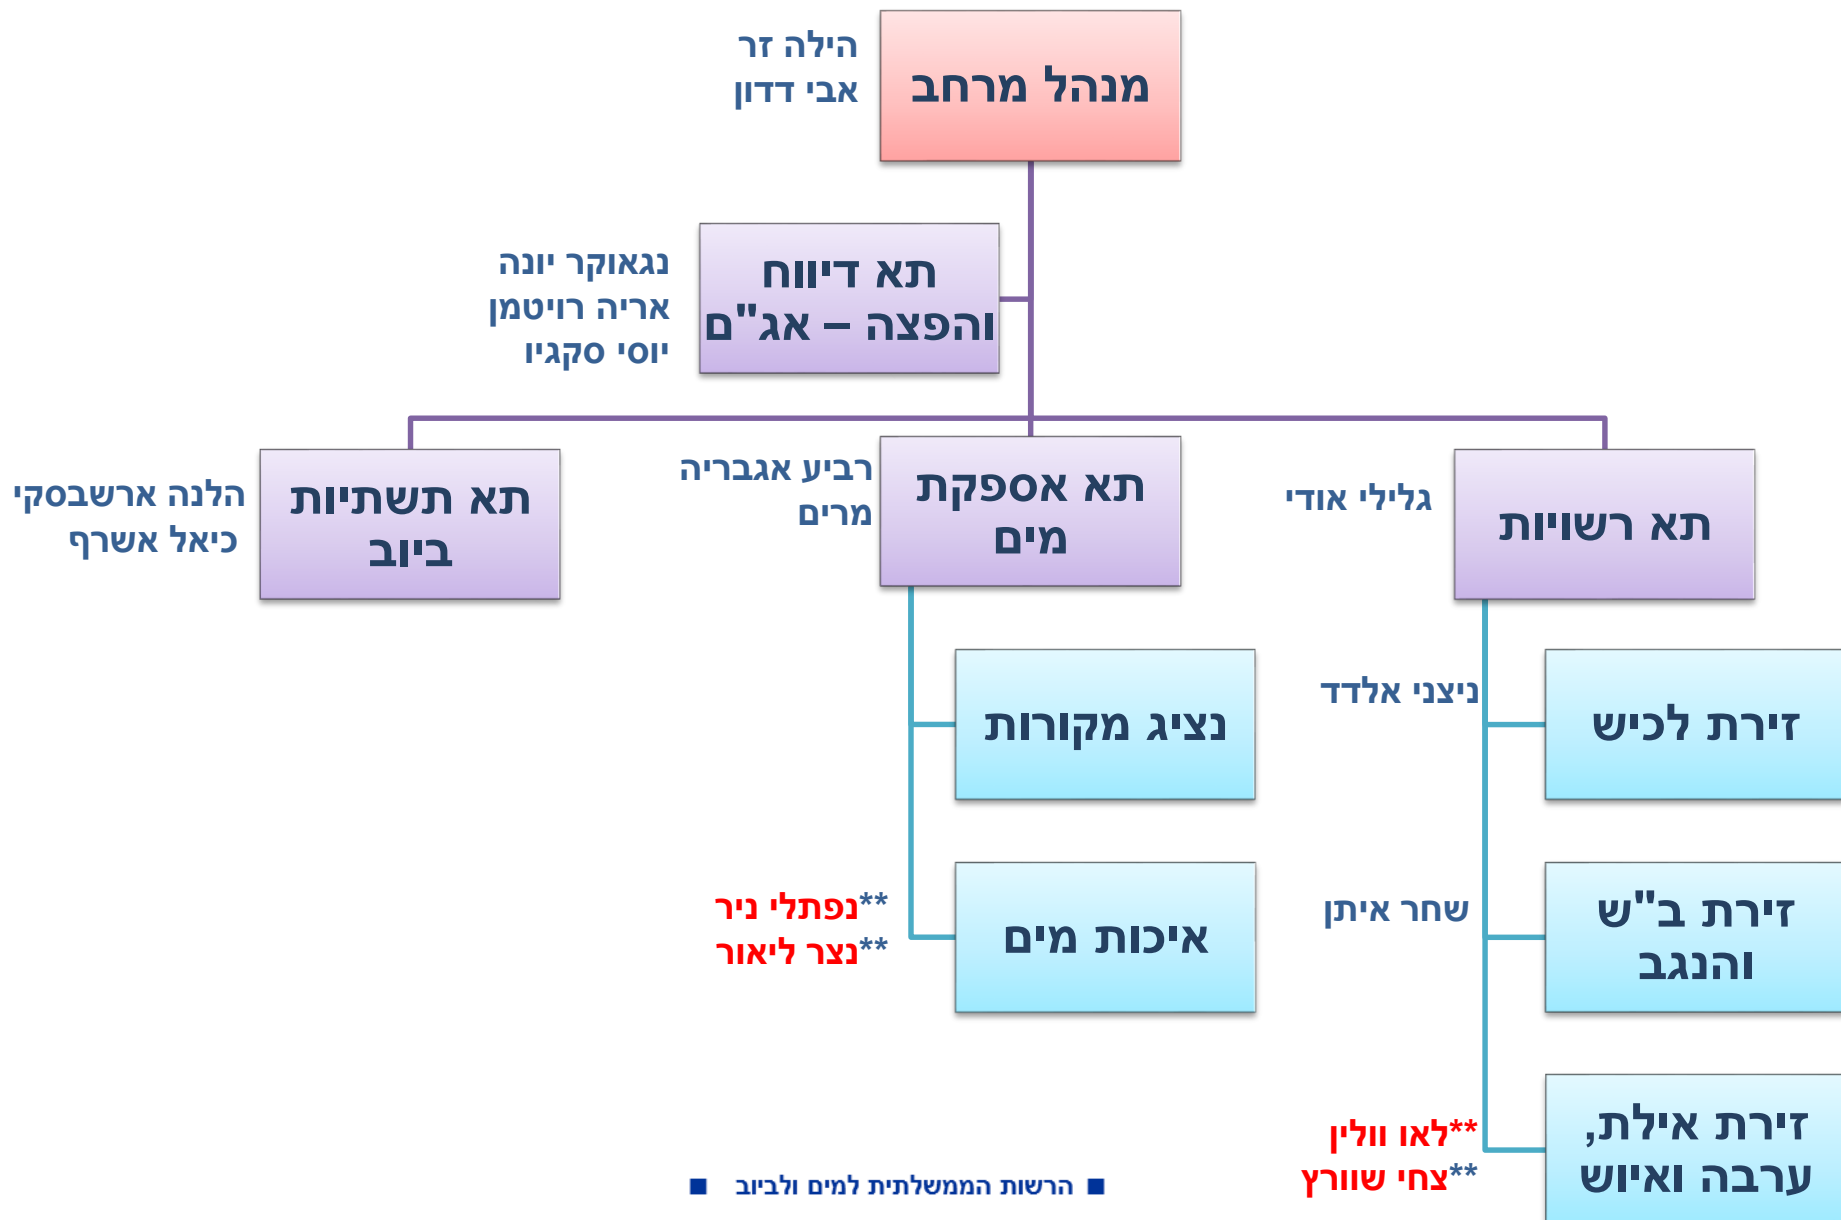 מנהל מרחב
הילה זר
אבי דדון
תא דיווח
והפצה – אג"ם
נגאוקר יונה
אריה רויטמן
יוסי סקגיו
תא רשויות
גלילי אודי
תא אספקת
מים
רביע אגבריה
מרים
תא תשתיות
ביוב
הלנה ארשבסקי
כיאל אשרף
זירת לכיש
ניצני אלדד
נציג מקורות
זירת ב"ש
והנגב
שחר איתן
איכות מים
**נפתלי ניר
**נצר ליאור
זירת אילת,
ערבה ואיוש
**לאו וולין
**צחי שוורץ
■ הרשות הממשלתית למים ולביוב ■